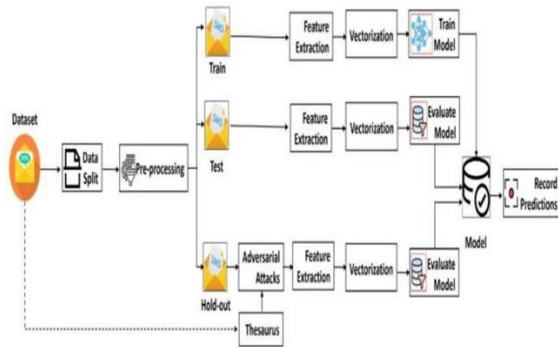 Dataset
Data
Split
Pre-processing
Train
Feature
Extraction
Vectorization
Train
Model
Test
Feature
Extraction
Vectorization
Evaluate
Model
Hold-out
Adversarial
Attacks
Feature
Extraction
Vectorization
Evaluate
Model
Thesaurus
Model
Record
Predictions